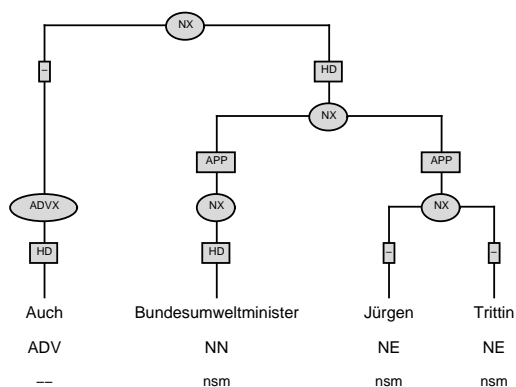 NX
– HD
NX
APP APP
ADVX NX NX
HD HD – –
Auch Bundesumweltminister Jürgen Trittin
ADV NN NE NE
–– nsm nsm nsm